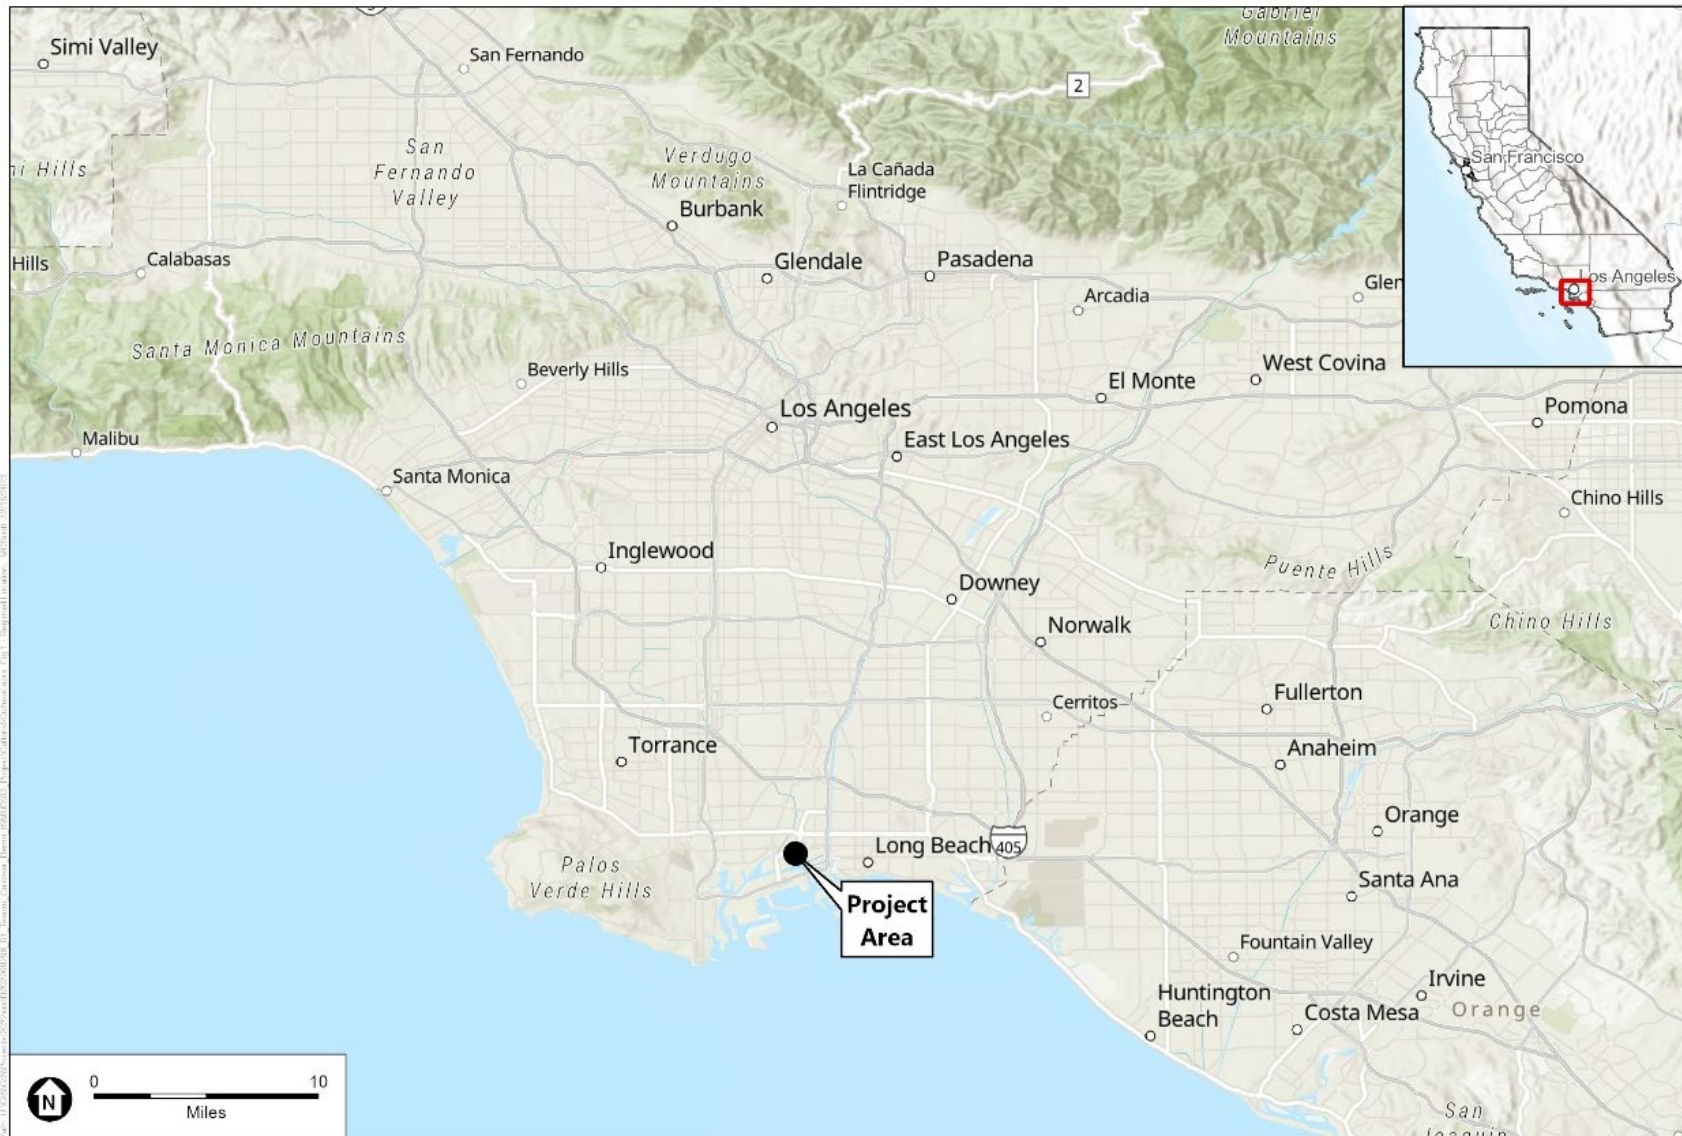 Simi Valley
San Fernando
Gabriel
Mountains
2
San
Fernando
Valley
Verdugo
Mountains
La Cañada
Flintridge
ni Hills
Burbank
San Francisco
Hills
Calabasas
Glendale
Pasadena
Arcadia
Glen
Los Angeles
Santa Monica Mountains
Beverly Hills
El Monte
West Covina
Los Angeles
Pomona
Malibu
East Los Angeles
Santa Monica
Chino Hills
Inglewood
Puente Hills
Downey
Norwalk
Chino Hills
Cerritos
Fullerton
Torrance
Anaheim
Orange
Long Beach
405
Palos
Verde Hills
Santa Ana
Project
Area
Fountain Valley
Irvine
Huntington
Beach
Costa Mesa
Orange
N
0
10
Miles
San
Joaquin